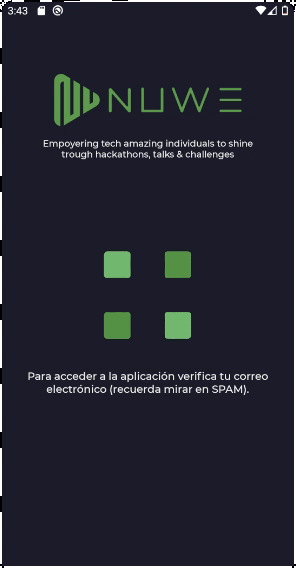 3:43
NUWE
Empoyering tech amazing individuals to shine
trough hackathons, talks & challenges
Para acceder a la aplicación verifica tu correo
electrónico (recuerda mirar en SPAM).